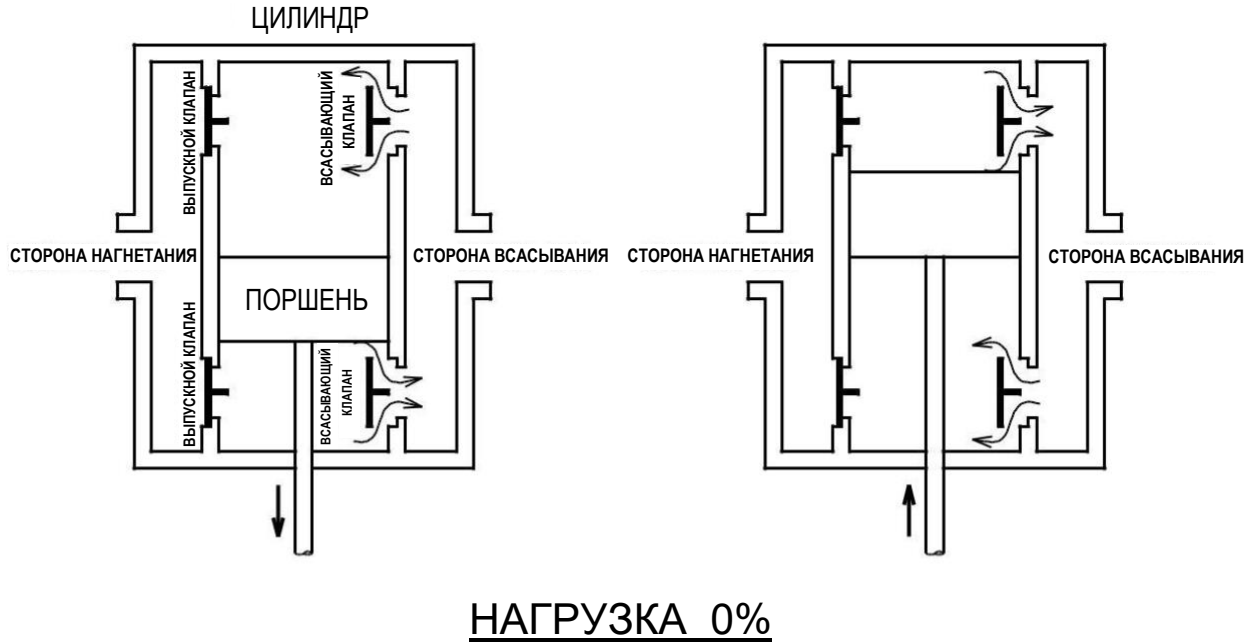 ЦИЛИНДР
ВЫПУСКНОЙ КЛАПАН
ВСАСЫВАЮЩИЙ
КЛАПАН
СТОРОНА НАГНЕТАНИЯ
СТОРОНА ВСАСЫВАНИЯ
ПОРШЕНЬ
ВЫПУСКНОЙ КЛАПАН
ВСАСЫВАЮЩИЙ
КЛАПАН
СТОРОНА НАГНЕТАНИЯ
СТОРОНА ВСАСЫВАНИЯ
НАГРУЗКА 0%